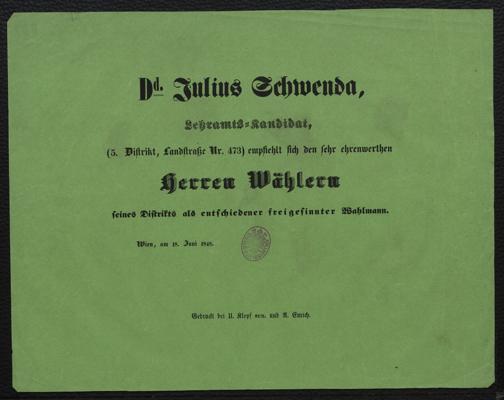 Dd. Julius Schwenda,
Lehramts-Kandidat,
(5. Distrikt, Landstraße Nr. 473) empfiehlt sich den sehr ehrenwerthen
Herren Wählern
seines Distrikts als entschiedener freigesinnter Wahlmann.
Wien, am 18. Juni 1848.
Gedruckt bei U. Klopf sen. und A. Eurich.